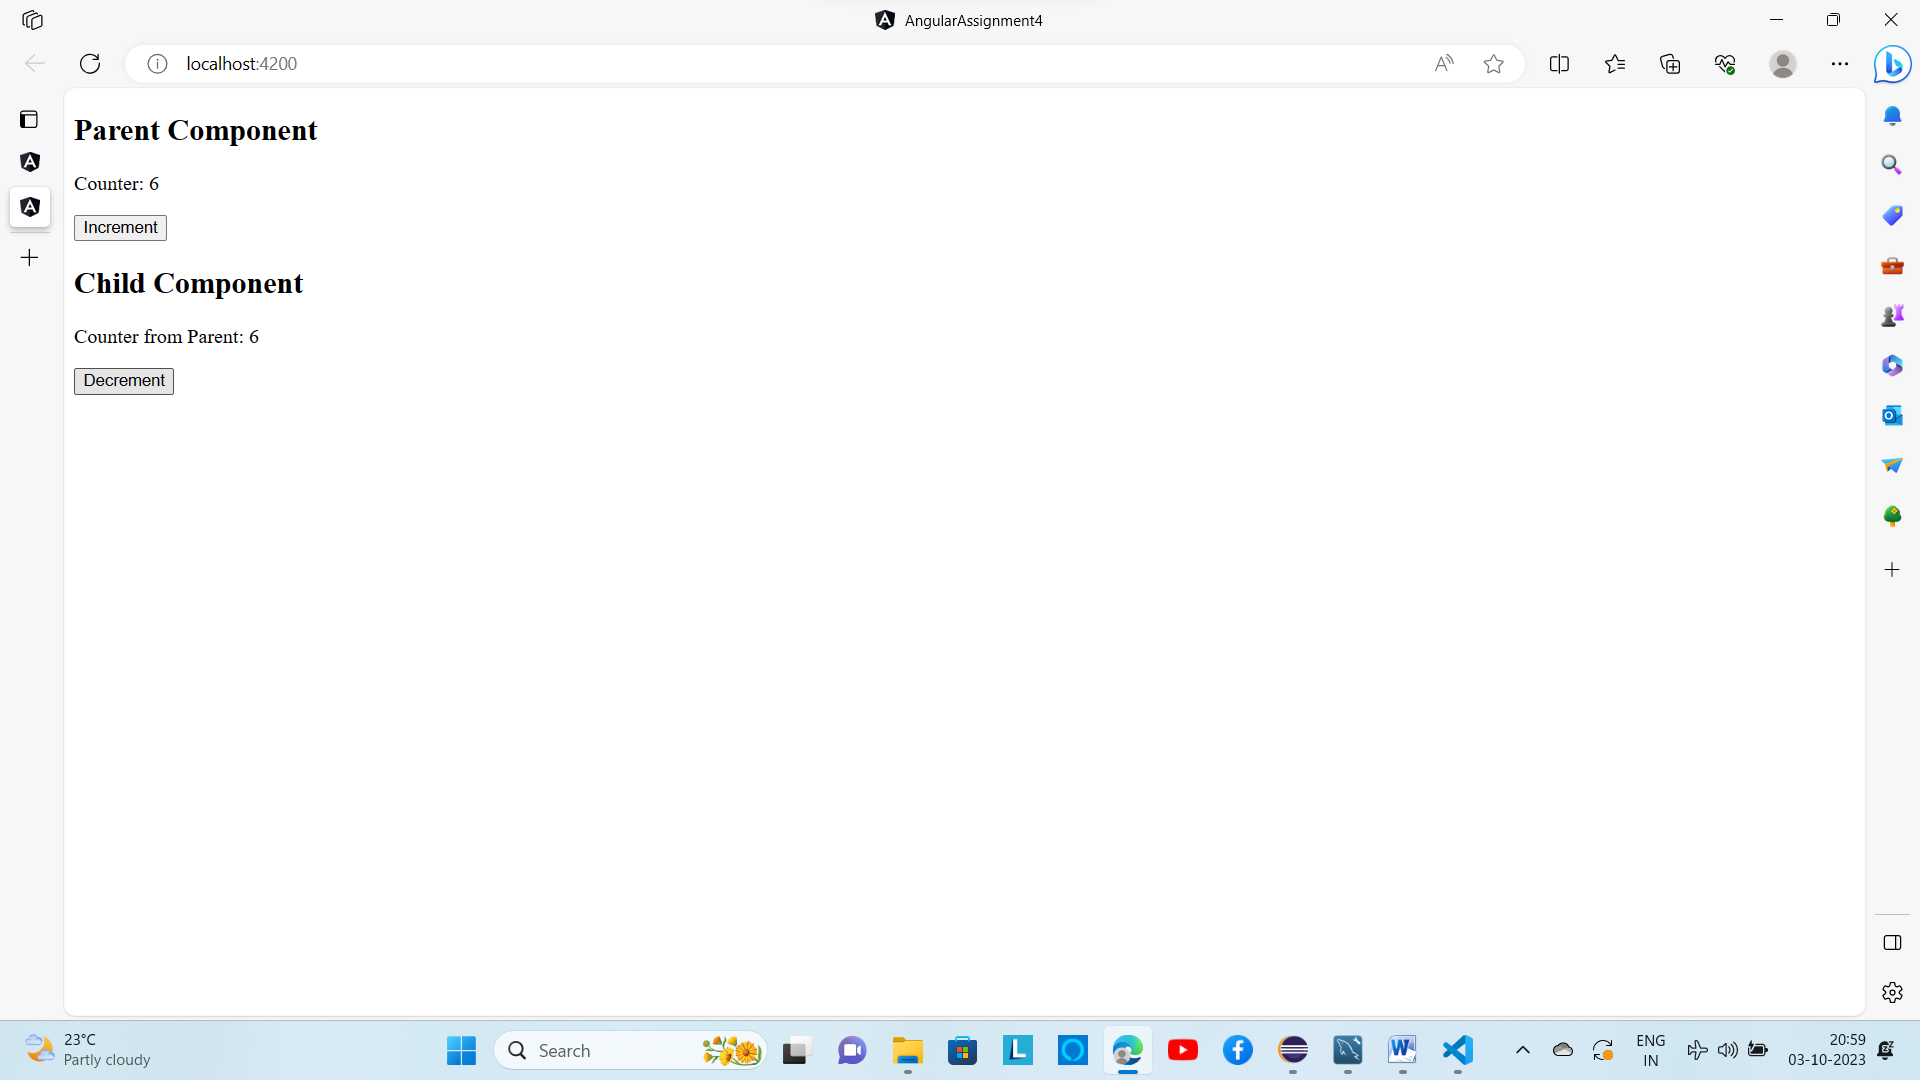 AngularAssignment4
localhost:4200
Parent Component
Counter: 6
Increment
Child Component
Counter from Parent: 6
Decrement
23°C
Partly cloudy
Search
ENG
IN
20:59
03-10-2023